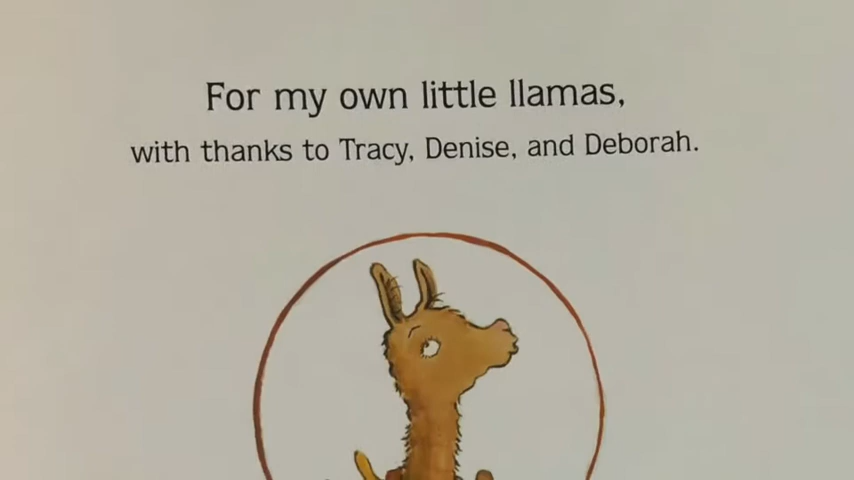 For my own little llamas,
with thanks to Tracy, Denise, and Deborah.